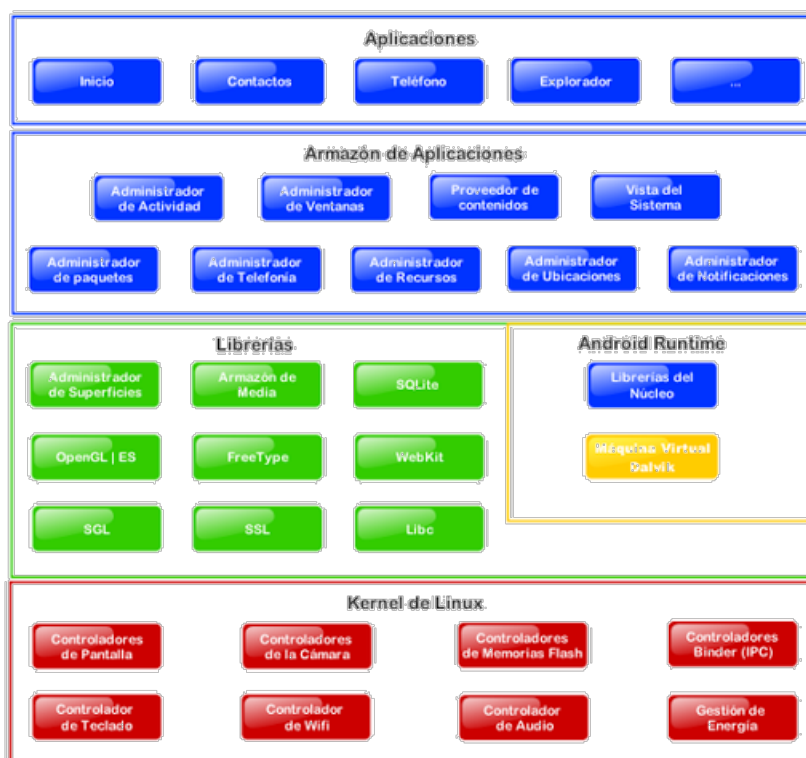 Aplicaciones
Inicio
Contactos
Teléfono
Explorador
...
Armazón de Aplicaciones
Administrador
de Actividad
Administrador
de Ventanas
Proveedor de
contenidos
Vista del
Sistema
Administrador
de paquetes
Administrador
de Telefonía
Administrador
de Recursos
Administrador
de Ubicaciones
Administrador
de Notificaciones
Librerías
Administrador
de Superficies
Armazón de
Media
SQLite
OpenGL | ES
FreeType
WebKit
SGL
SSL
Libc
Android Runtime
Librerías del
Núcleo
Máquina Virtual
Dalvik
Kernel de Linux
Controladores
de Pantalla
Controladores
de la Cámara
Controladores
de Memorias Flash
Controladores
Binder (IPC)
Controlador
de Teclado
Controlador
de Wifi
Controlador
de Audio
Gestión de
Energía